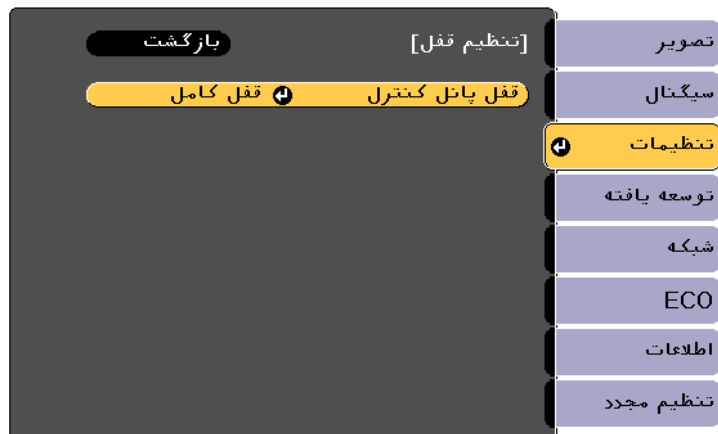 تصویر
سیگنال
تنظیمات
توسعه یافته
شبکه
ECO
اطلاعات
تنظیم مجدد
[تنظیم قفل] بازگشت
قفل پانل کنترل قفل کامل